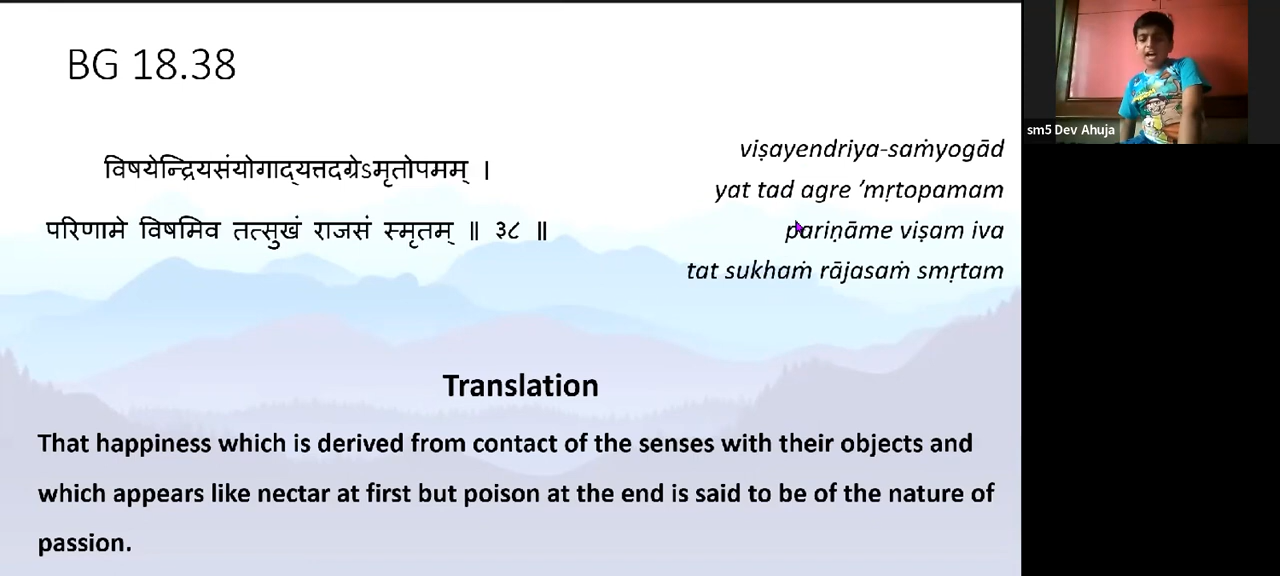 BG 18.38
विषयेन्द्रियसंयोगाद्यत्तदग्रेऽमृतोपमम् ।
परिणामे विषमिव तत्सुखं राजसं स्मृतम् ॥ ३८ ॥
viṣayendriya-saṁyogād
yat tad agre ’mṛtopamam
pariṇāme viṣam iva
tat sukhaṁ rājasaṁ smṛtam
Translation
That happiness which is derived from contact of the senses with their objects and
which appears like nectar at first but poison at the end is said to be of the nature of
passion.
sm5 Dev Ahuja